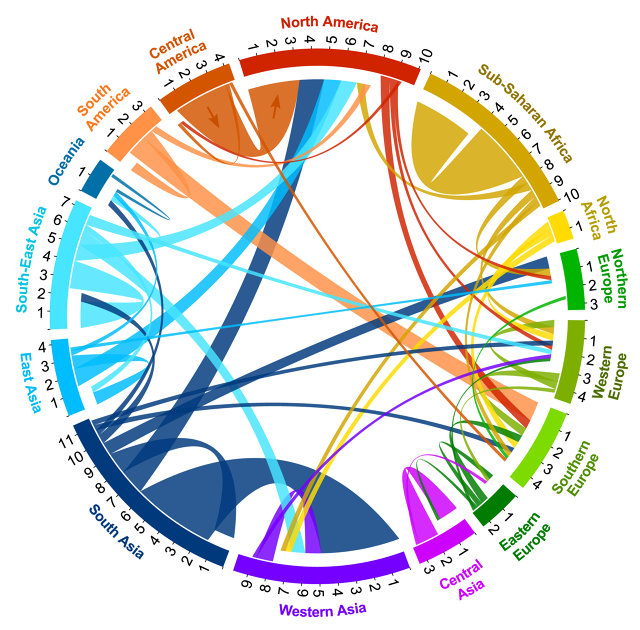 North America
1 2 3 4 5 6 7 8 9 10
Sub-Saharan Africa
1 2 3 4 5 6 7 8 9 10
North
Africa
1
Northern
Europe
1 2 3
Western
Europe
1 2 3 4
Southern
Europe
1 2 3 4
Eastern
Europe
1 2
Central
Asia
1 2 3
Western Asia
1 2 3 4 5 6 7 8 9
South Asia
1 2 3 4 5 6 7 8 9 10 11
East Asia
1 2 3 4
South-East Asia
1 2 3 4 5 6 7
Oceania
1
South
America
1 2 3
Central
America
1 2 3 4